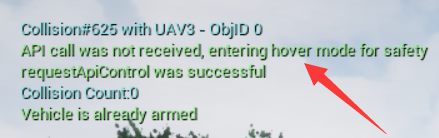 Collision#625 with UAV3 - ObjID 0
API call was not received, entering hover mode for safety
requestApiControl was successful
Collision Count:0
Vehicle is already armed